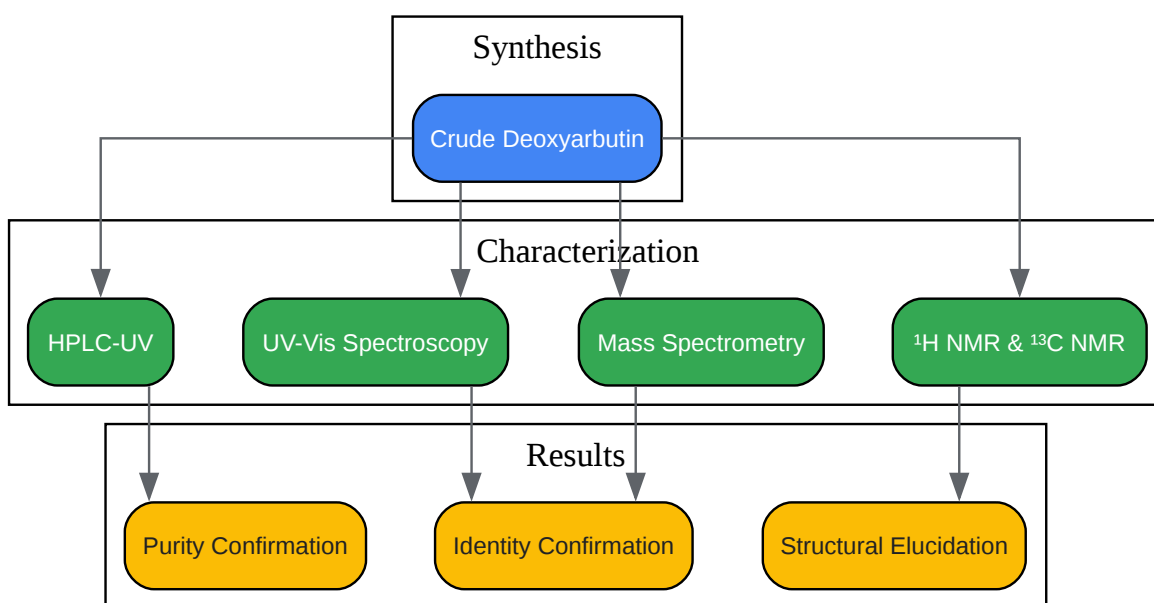 Synthesis
Crude Deoxyarbutin
Characterization
HPLC-UV
UV-Vis Spectroscopy
Mass Spectrometry
¹H NMR & ¹³C NMR
Results
Purity Confirmation
Identity Confirmation
Structural Elucidation